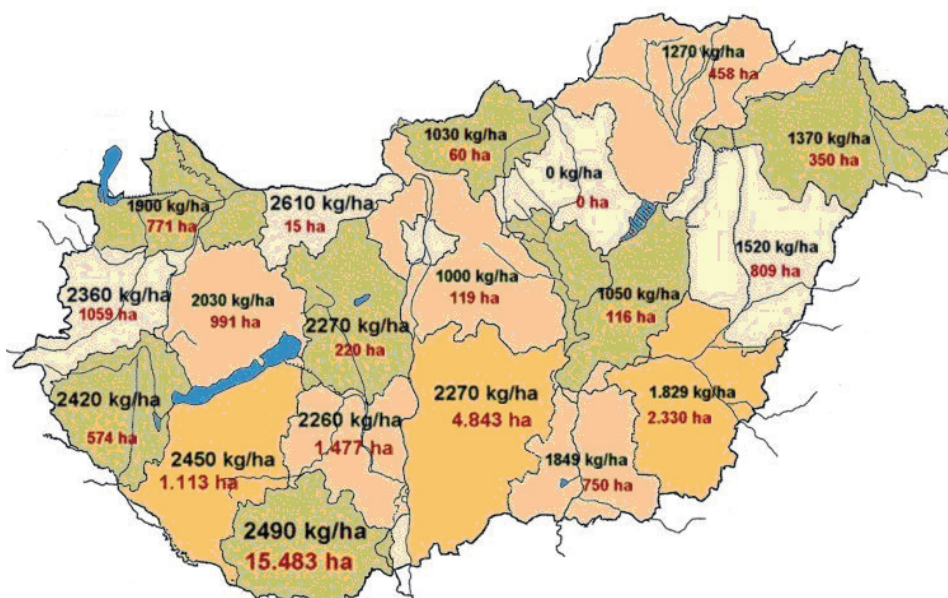 1270 kg/ha
458 ha
1030 kg/ha
60 ha
1370 kg/ha
350 ha
0 kg/ha
0 ha
1900 kg/ha
771 ha
2610 kg/ha
15 ha
1520 kg/ha
809 ha
2360 kg/ha
1059 ha
2030 kg/ha
991 ha
2270 kg/ha
220 ha
1000 kg/ha
119 ha
1050 kg/ha
116 ha
2420 kg/ha
574 ha
2260 kg/ha
1.477 ha
2270 kg/ha
4.843 ha
1.829 kg/ha
2.330 ha
2450 kg/ha
1.113 ha
1849 kg/ha
750 ha
2490 kg/ha
15.483 ha